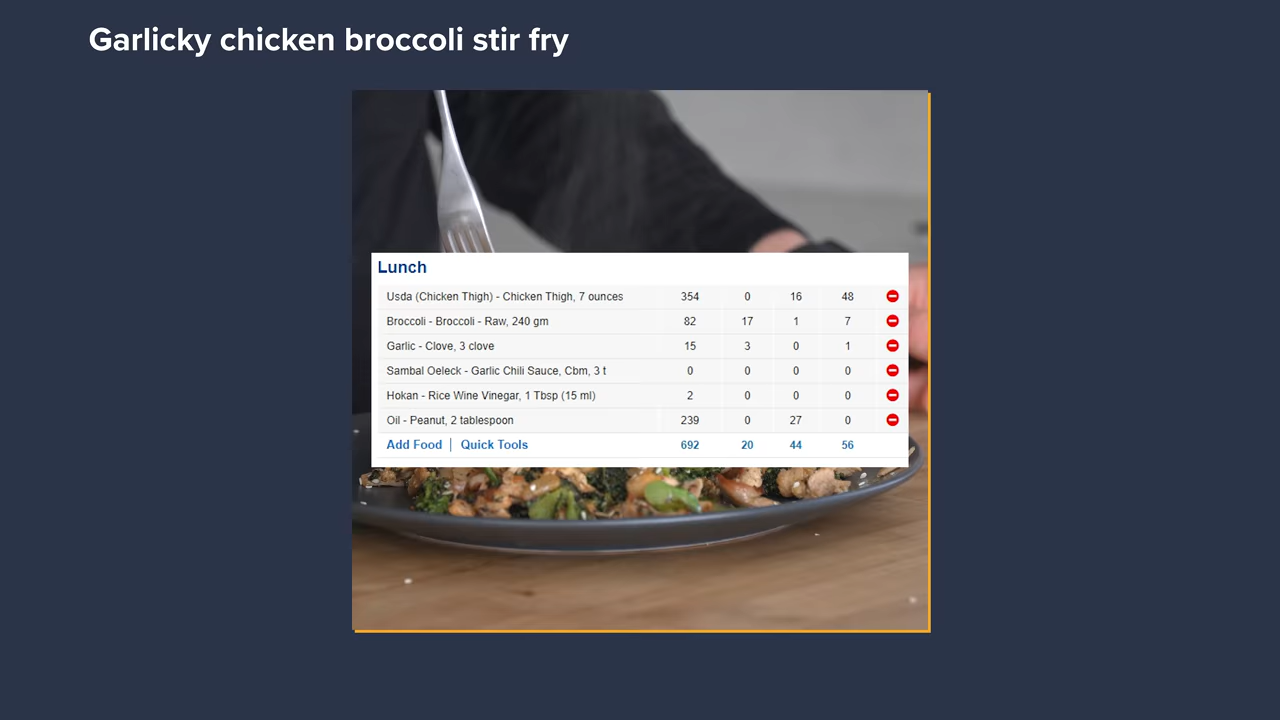 Garlicky chicken broccoli stir fry
Lunch
Usda (Chicken Thigh) - Chicken Thigh, 7 ounces 354 0 16 48
Broccoli - Broccoli - Raw, 240 gm 82 17 1 7
Garlic - Clove, 3 clove 15 3 0 1
Sambal Oeleck - Garlic Chili Sauce, Cbm, 3 t 0 0 0 0
Hokan - Rice Wine Vinegar, 1 Tbsp (15 ml) 2 0 0 0
Oil - Peanut, 2 tablespoon 239 0 27 0
Add Food | Quick Tools 692 20 44 56